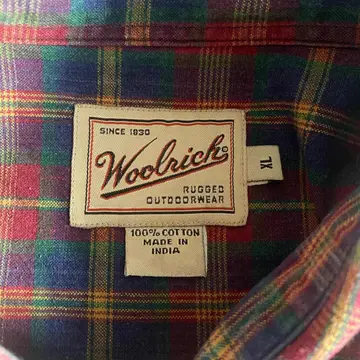 SINCE 1830
Woolrich®
RUGGED
OUTDOORWEAR
XL
100% COTTON
MADE IN
INDIA